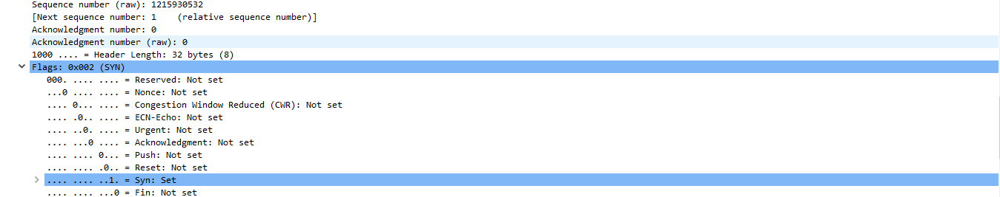 Sequence number (raw): 1215930532
[Next sequence number: 1    (relative sequence number)]
Acknowledgment number: 0
Acknowledgment number (raw): 0
1000 .... = Header Length: 32 bytes (8)
Flags: 0x002 (SYN)
000. .... .... = Reserved: Not set
...0 .... .... = Nonce: Not set
.... 0... .... = Congestion Window Reduced (CWR): Not set
.... .0.. .... = ECN-Echo: Not set
.... ..0. .... = Urgent: Not set
.... ...0 .... = Acknowledgment: Not set
.... .... 0... = Push: Not set
.... .... .0.. = Reset: Not set
.... .... ..1. = Syn: Set
.... .... ...0 = Fin: Not set